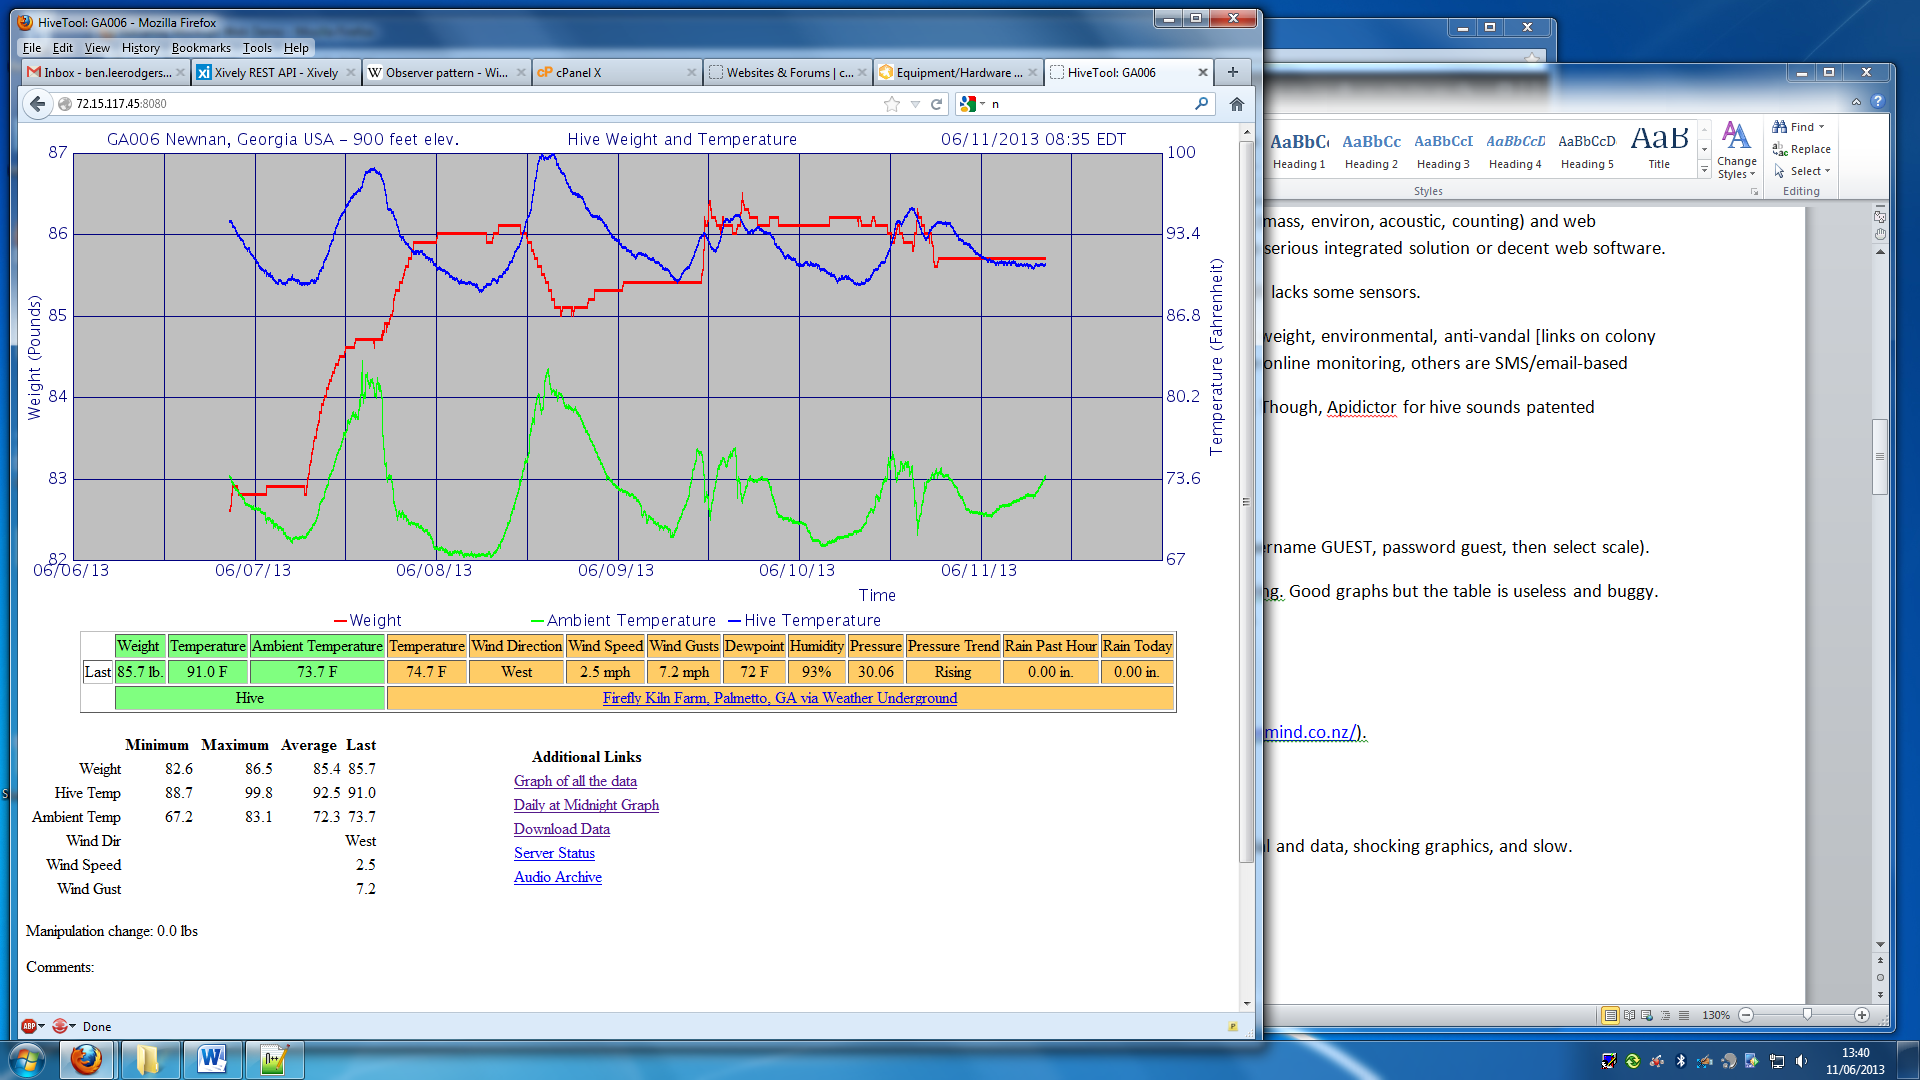 HiveTool: GA006 - Mozilla Firefox
File Edit View History Bookmarks Tools Help
Inbox - ben.leerodgers... Xively REST API - Xively Observer pattern - Wi... cPanel X Websites & Forums | c... Equipment/Hardware ... HiveTool: GA006
72.15.117.45:8080
n
GA006 Newnan, Georgia USA – 900 feet elev. Hive Weight and Temperature 06/11/2013 08:35 EDT
87 100
86 93.4
85 86.8
84 80.2
83 73.6
82 67
Weight (Pounds)
Temperature (Fahrenheit)
06/06/13 06/07/13 06/08/13 06/09/13 06/10/13 06/11/13
Time
Weight Ambient Temperature Hive Temperature
Weight Temperature Ambient Temperature Temperature Wind Direction Wind Speed Wind Gusts Dewpoint Humidity Pressure Pressure Trend Rain Past Hour Rain Today
Last 85.7 lb. 91.0 F 73.7 F 74.7 F West 2.5 mph 7.2 mph 72 F 93% 30.06 Rising 0.00 in. 0.00 in.
Hive Firefly Kiln Farm, Palmetto, GA via Weather Underground
Minimum Maximum Average Last
Weight 82.6 86.5 85.4 85.7
Hive Temp 88.7 99.8 92.5 91.0
Ambient Temp 67.2 83.1 72.3 73.7
Wind Dir West
Wind Speed 2.5
Wind Gust 7.2
Additional Links
Graph of all the data
Daily at Midnight Graph
Download Data
Server Status
Audio Archive
Manipulation change: 0.0 lbs
Comments:
ABP Done
AaBbCc AaBbCc AaBbCcI AaBbCcD AaBbCcD AaB
Heading 1 Heading 2 Heading 3 Heading 4 Heading 5 Title
Change Styles
Find
Replace
Select
Styles Editing
mass, environ, acoustic, counting) and web
serious integrated solution or decent web software.
lacks some sensors.
weight, environmental, anti-vandal [links on colony
online monitoring, others are SMS/email-based
Though, Apidictor for hive sounds patented
ername GUEST, password guest, then select scale).
ng. Good graphs but the table is useless and buggy.
mind.co.nz/).
l and data, shocking graphics, and slow.
130%
13:40
11/06/2013